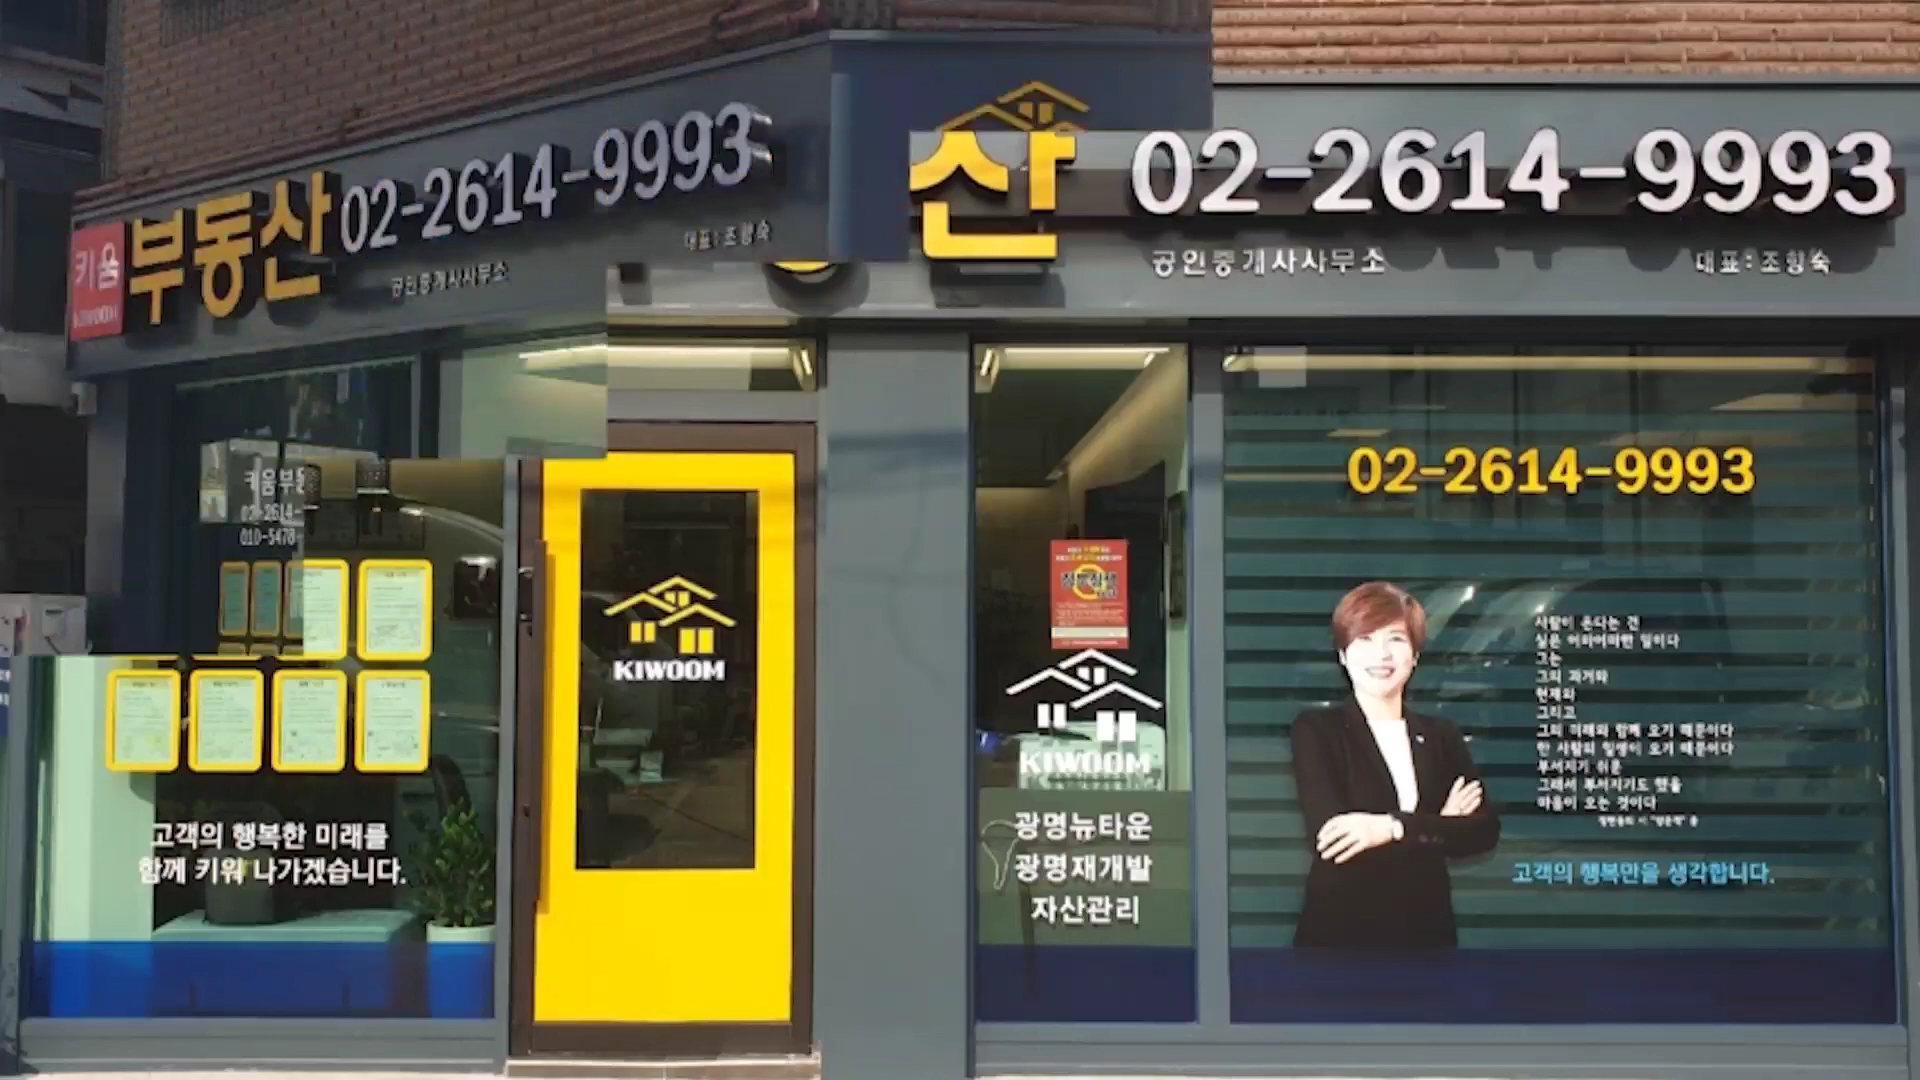 키움
KIWOOM
부동산 02-2614-9993
공인중개사사무소
대표:조향숙
산 02-2614-9993
공인중개사사무소
대표:조향숙
키움부동
02-2614-
010-5478-
고객의 행복한 미래를
함께 키워 나가겠습니다.
KIWOOM
KIWOOM
광명뉴타운
광명재개발
자산관리
02-2614-9993
사람이 온다는 건
실은 어마어마한 일이다
그는
그의 과거와
현재와
그리고
그의 미래와 함께 오기 때문이다
한 사람의 일생이 오기 때문이다
부서지기 쉬운
그래서 부서지기도 했을
마음이 오는 것이다
고객의 행복만을 생각합니다.